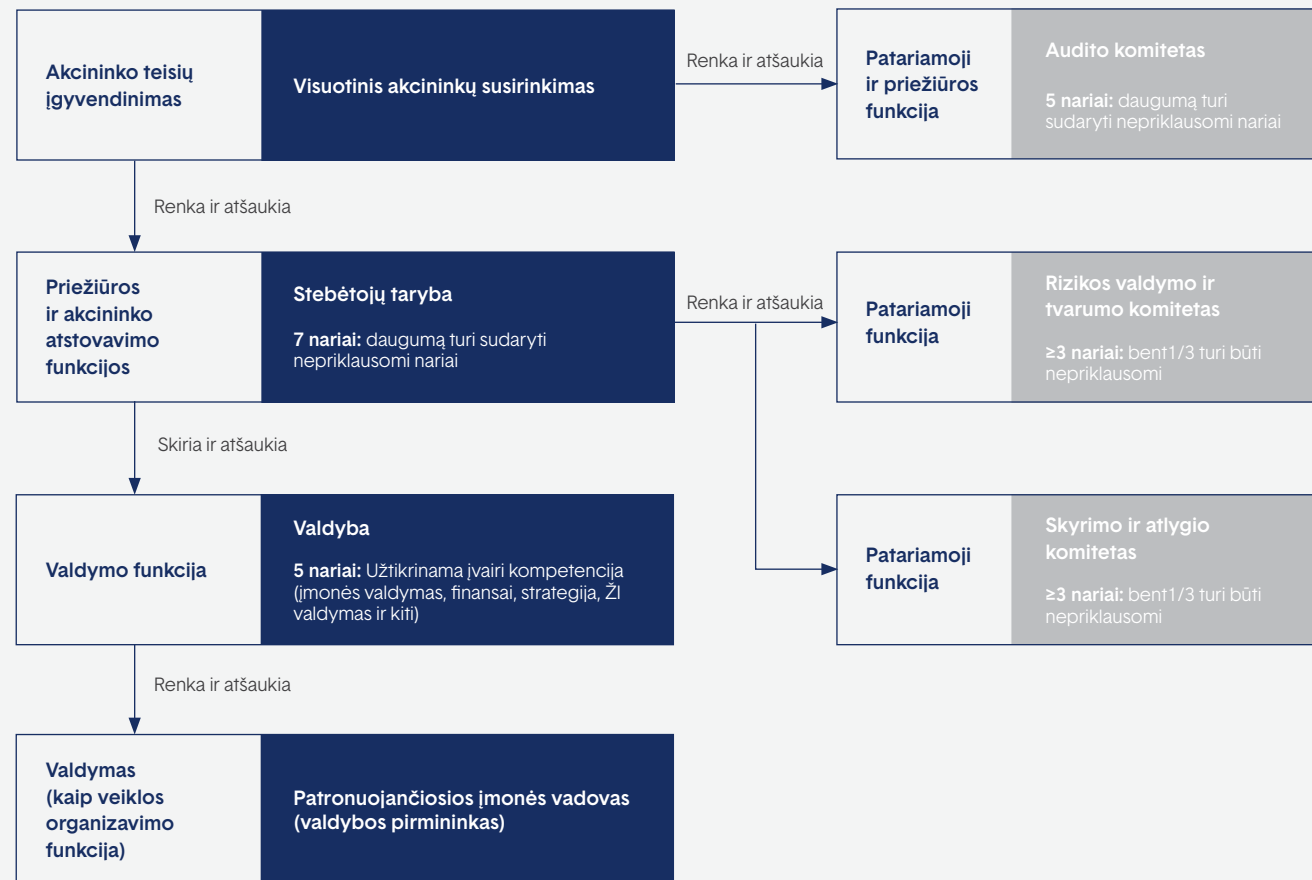 Akcininko teisių
įgyvendinimas
Visuotinis akcininkų susirinkimas
Renka ir atšaukia
Patariamoji
ir priežiūros
funkcija
Audito komitetas
5 nariai: daugumą turi
sudaryti nepriklausomi nariai
Renka ir atšaukia
Priežiūros
ir akcininko
atstovavimo
funkcijos
Stebėtojų taryba
7 nariai: daugumą turi sudaryti
nepriklausomi nariai
Renka ir atšaukia
Patariamoji
funkcija
Rizikos valdymo ir
tvarumo komitetas
≥3 nariai: bent1/3 turi būti
nepriklausomi
Skiria ir atšaukia
Valdymo funkcija
Valdyba
5 nariai: Užtikrinama įvairi kompetencija
(įmonės valdymas, finansai, strategija, ŽI
valdymas ir kiti)
Patariamoji
funkcija
Skyrimo ir atlygio
komitetas
≥3 nariai: bent1/3 turi būti
nepriklausomi
Renka ir atšaukia
Valdymas
(kaip veiklos
organizavimo
funkcija)
Patronuojančiosios įmonės vadovas
(valdybos pirmininkas)